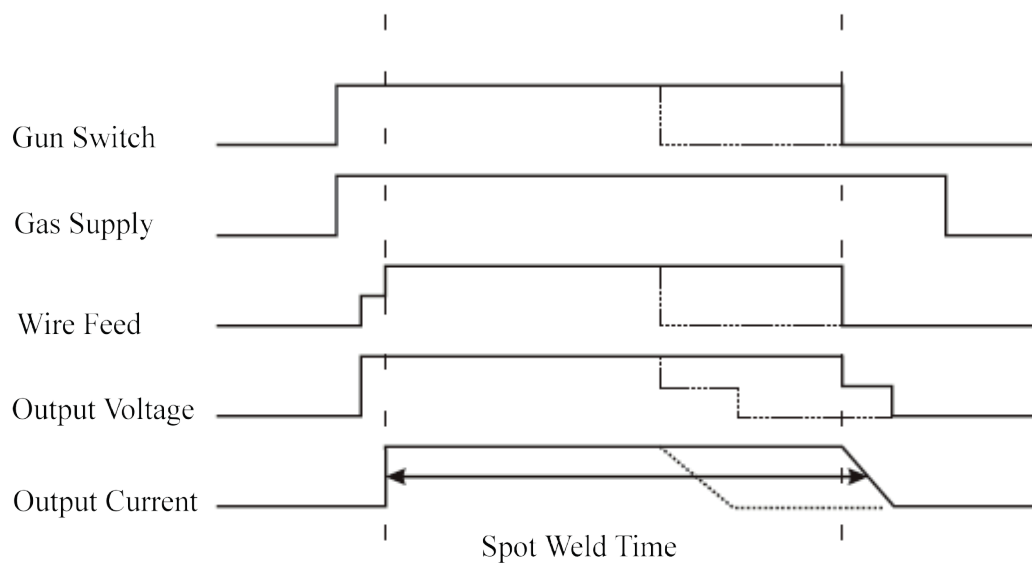 Gun Switch
Gas Supply
Wire Feed
Output Voltage
Output Current
Spot Weld Time